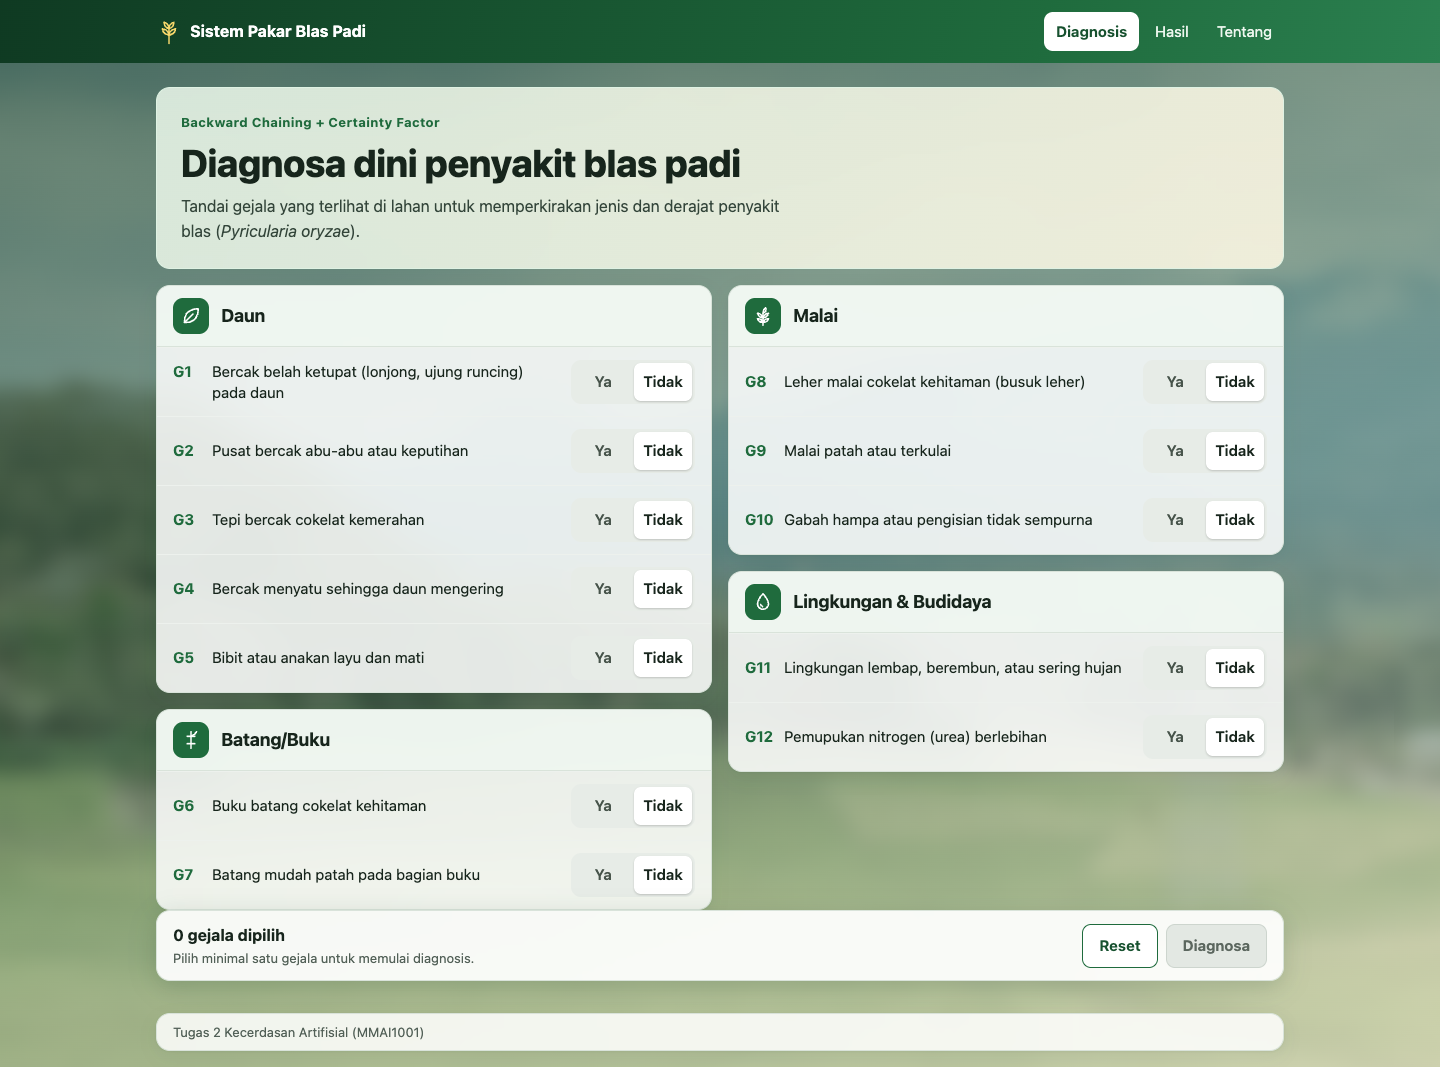 Sistem Pakar Blas Padi
Diagnosis
Hasil
Tentang
Backward Chaining + Certainty Factor
Diagnosa dini penyakit blas padi
Tandai gejala yang terlihat di lahan untuk memperkirakan jenis dan derajat penyakit
blas (Pyricularia oryzae).
Daun
G1 Bercak belah ketupat (lonjong, ujung runcing)
pada daun
Ya Tidak
G2 Pusat bercak abu-abu atau keputihan Ya Tidak
G3 Tepi bercak cokelat kemerahan Ya Tidak
G4 Bercak menyatu sehingga daun mengering Ya Tidak
G5 Bibit atau anakan layu dan mati Ya Tidak
Batang/Buku
G6 Buku batang cokelat kehitaman Ya Tidak
G7 Batang mudah patah pada bagian buku Ya Tidak
Malai
G8 Leher malai cokelat kehitaman (busuk leher) Ya Tidak
G9 Malai patah atau terkulai Ya Tidak
G10 Gabah hampa atau pengisian tidak sempurna Ya Tidak
Lingkungan & Budidaya
G11 Lingkungan lembap, berembun, atau sering hujan Ya Tidak
G12 Pemupukan nitrogen (urea) berlebihan Ya Tidak
0 gejala dipilih
Pilih minimal satu gejala untuk memulai diagnosis.
Reset
Diagnosa
Tugas 2 Kecerdasan Artifisial (MMAI1001)